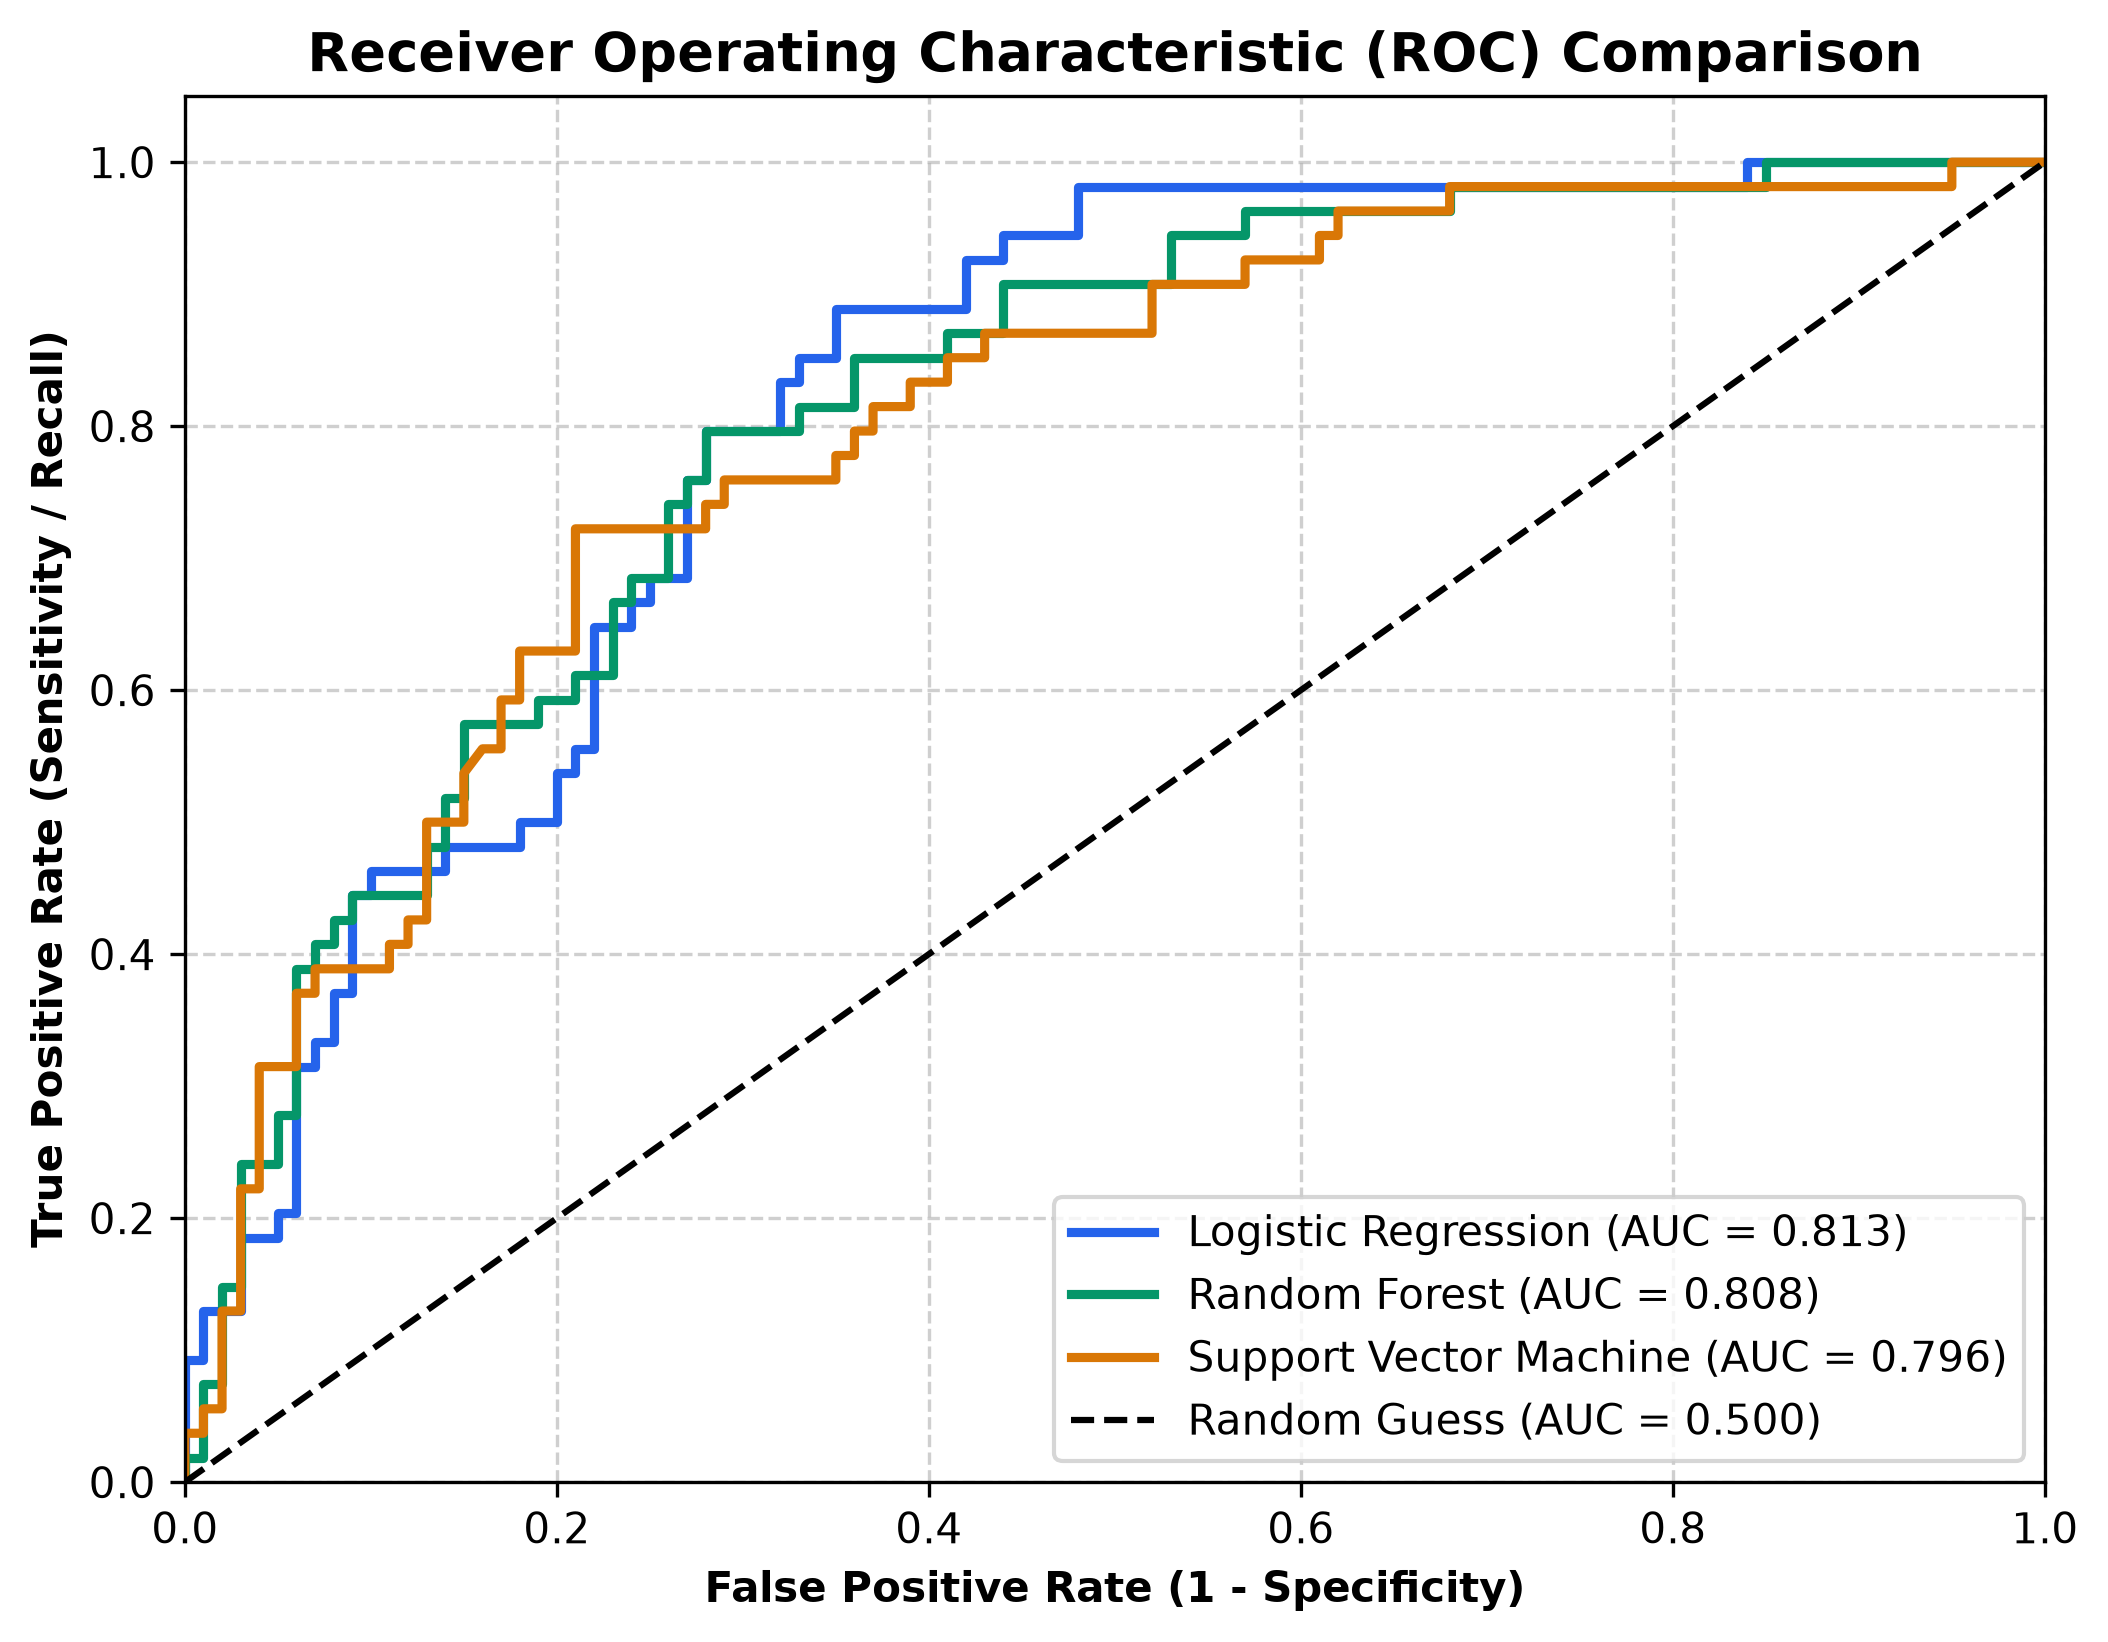 Receiver Operating Characteristic (ROC) Comparison
True Positive Rate (Sensitivity / Recall)
1.0
0.8
0.6
0.4
0.2
0.0
Logistic Regression (AUC = 0.813)
Random Forest (AUC = 0.808)
Support Vector Machine (AUC = 0.796)
Random Guess (AUC = 0.500)
0.0 0.2 0.4 0.6 0.8 1.0
False Positive Rate (1 - Specificity)